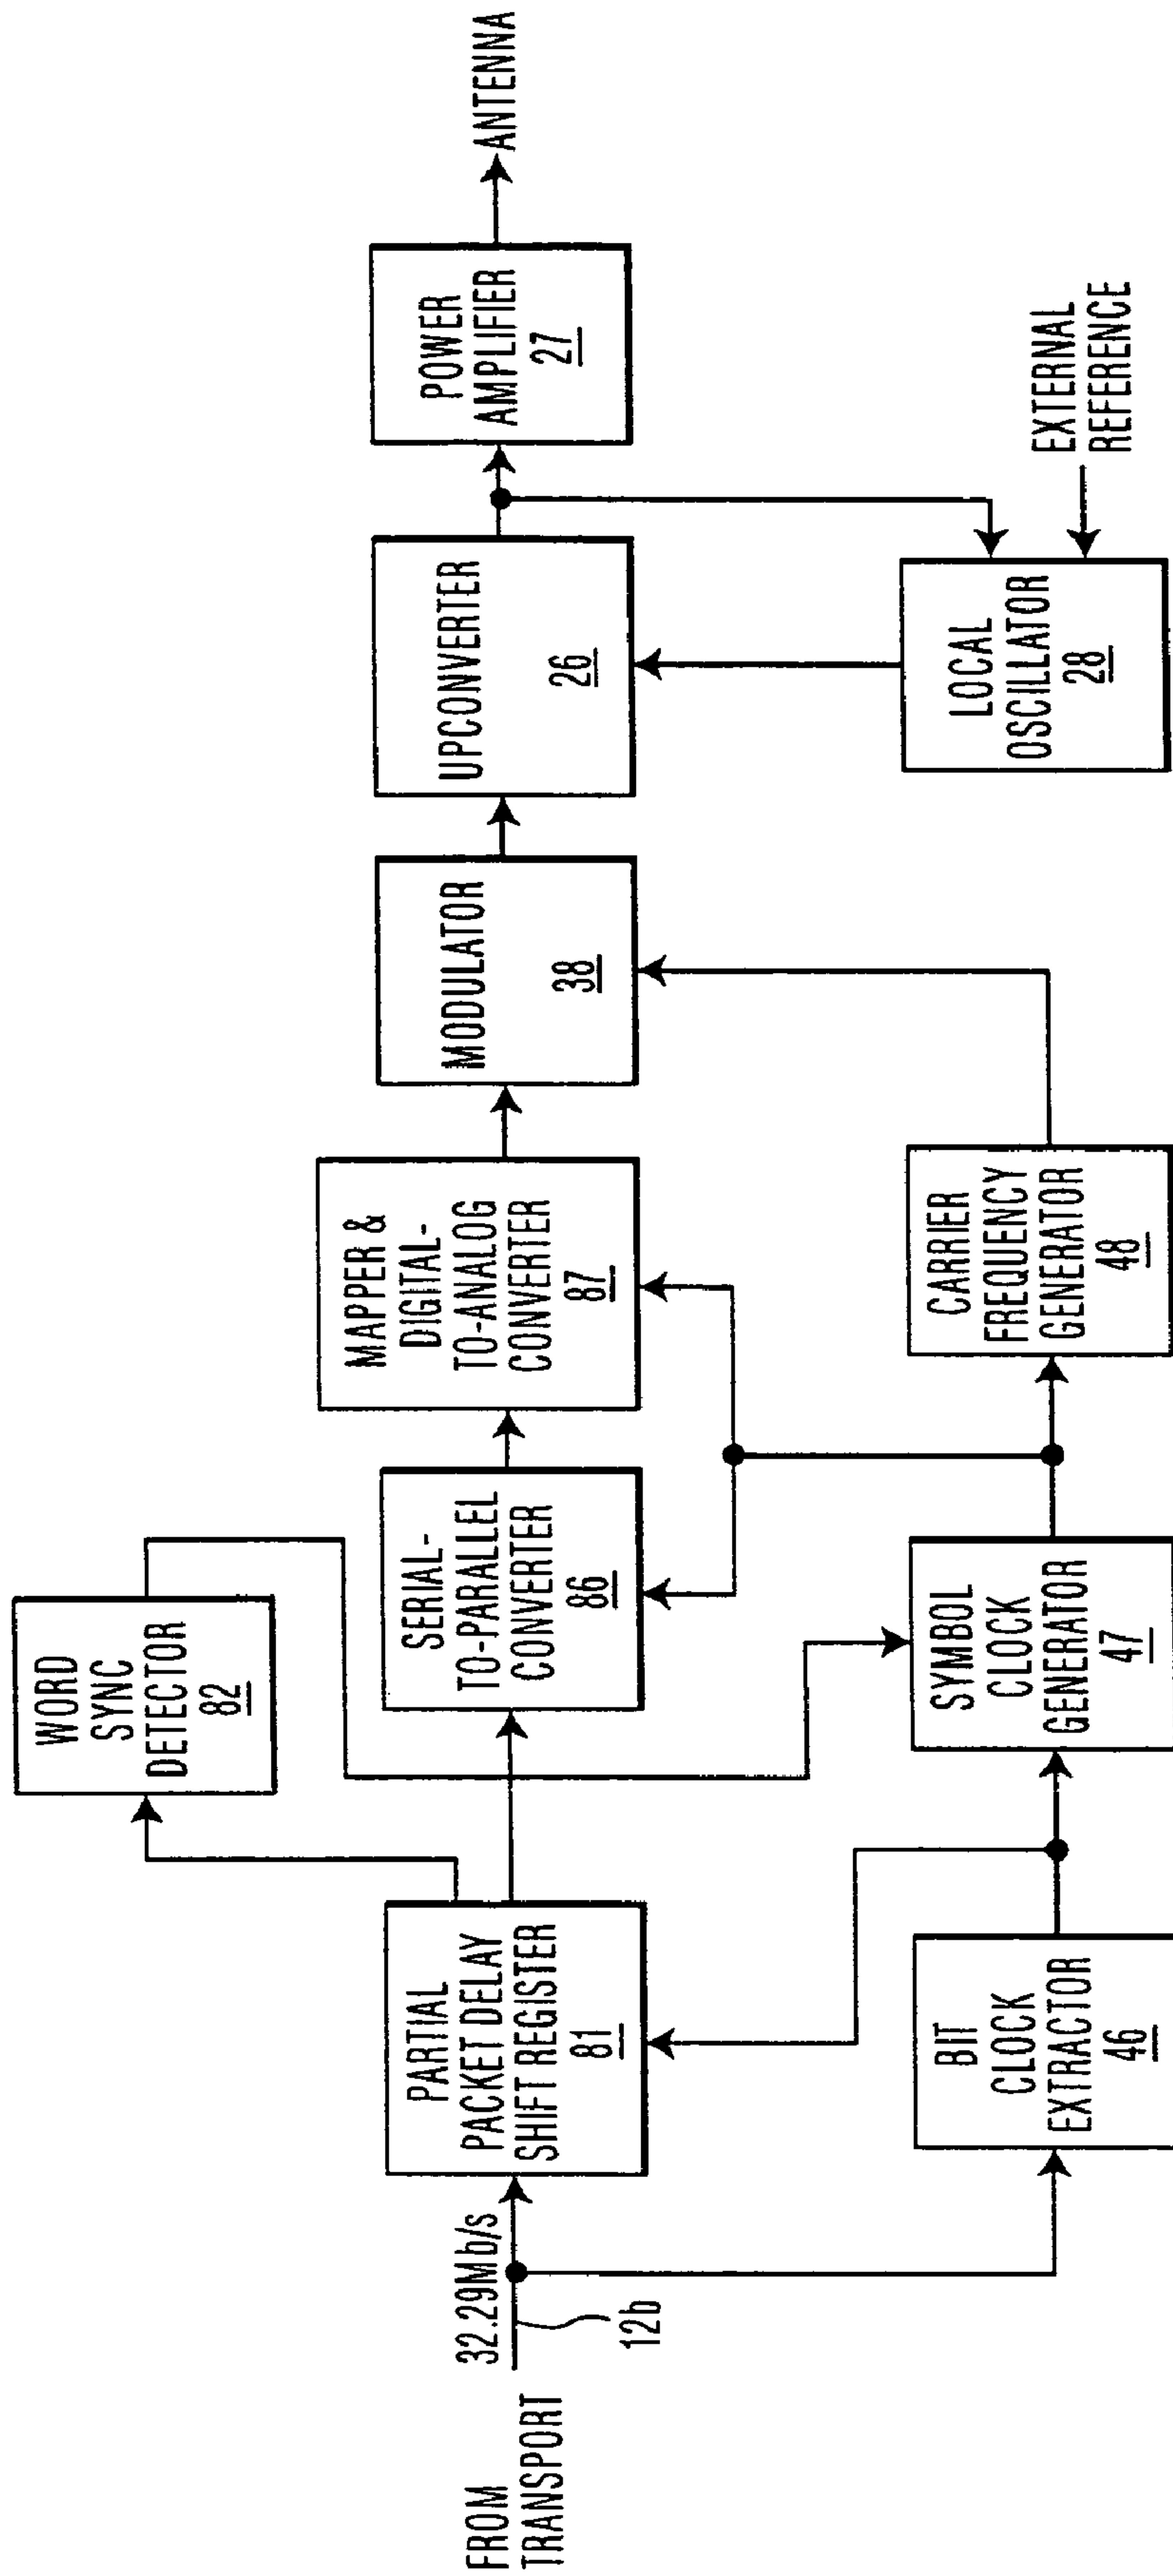 FROM
TRANSPORT
32.29Mb/s
12b
PARTIAL
PACKET DELAY
SHIFT REGISTER
81
WORD
SYNC
DETECTOR
82
SERIAL-
TO-PARALLEL
CONVERTER
86
MAPPER &
DIGITAL-
TO-ANALOG
CONVERTER
87
MODULATOR
38
UPCONVERTER
26
POWER
AMPLIFIER
27
ANTENNA
BIT
CLOCK
EXTRACTOR
46
SYMBOL
CLOCK
GENERATOR
47
CARRIER
FREQUENCY
GENERATOR
48
LOCAL
OSCILLATOR
28
EXTERNAL
REFERENCE